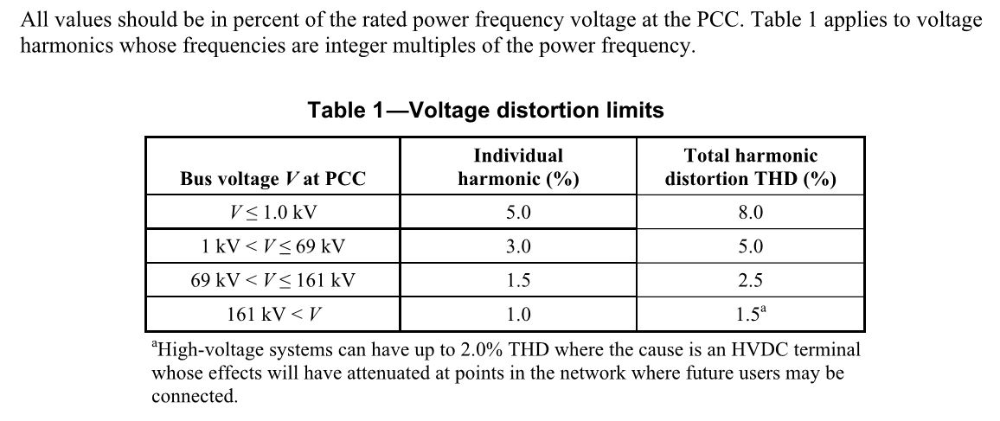 All values should be in percent of the rated power frequency voltage at the PCC. Table 1 applies to voltage
harmonics whose frequencies are integer multiples of the power frequency.
Table 1—Voltage distortion limits
Bus voltage V at PCC
Individual
harmonic (%)
Total harmonic
distortion THD (%)
V ≤ 1.0 kV
5.0
8.0
1 kV < V ≤ 69 kV
3.0
5.0
69 kV < V ≤ 161 kV
1.5
2.5
161 kV < V
1.0
1.5ᵃ
ᵃHigh-voltage systems can have up to 2.0% THD where the cause is an HVDC terminal
whose effects will have attenuated at points in the network where future users may be
connected.